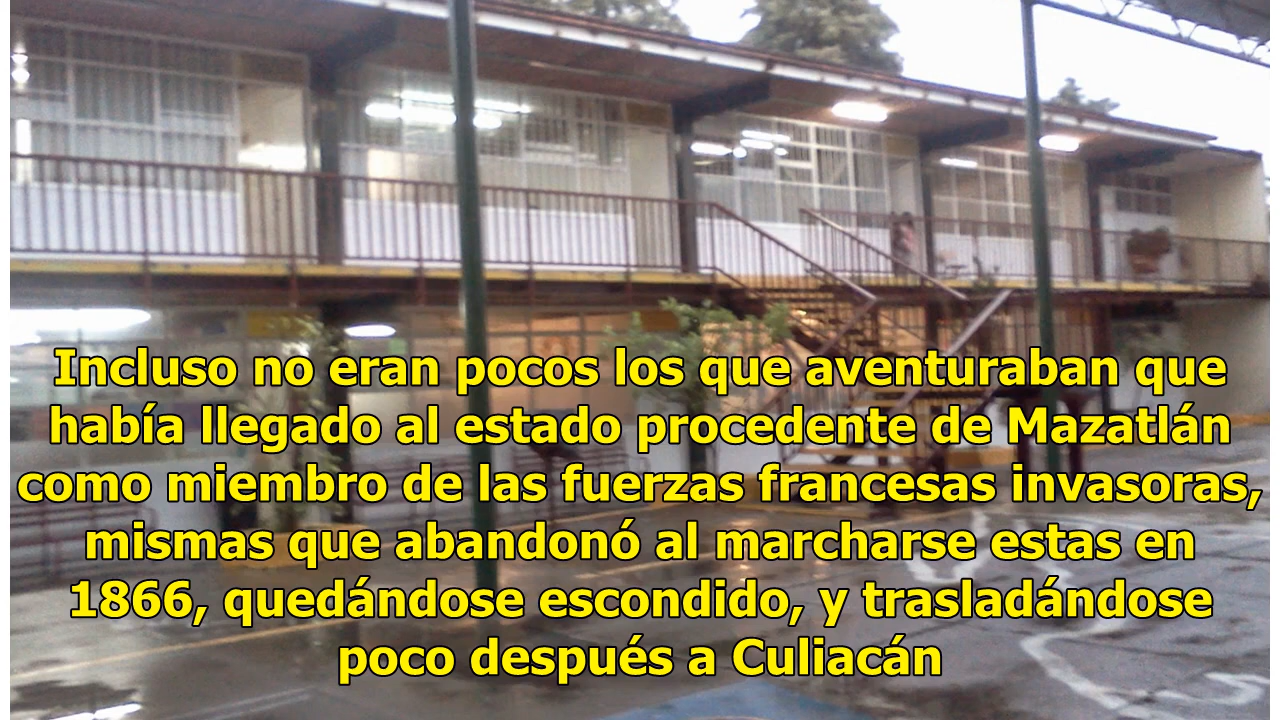 Incluso no eran pocos los que aventuraban que
había llegado al estado procedente de Mazatlán
como miembro de las fuerzas francesas invasoras,
mismas que abandonó al marcharse estas en
1866, quedándose escondido, y trasladándose
poco después a Culiacán